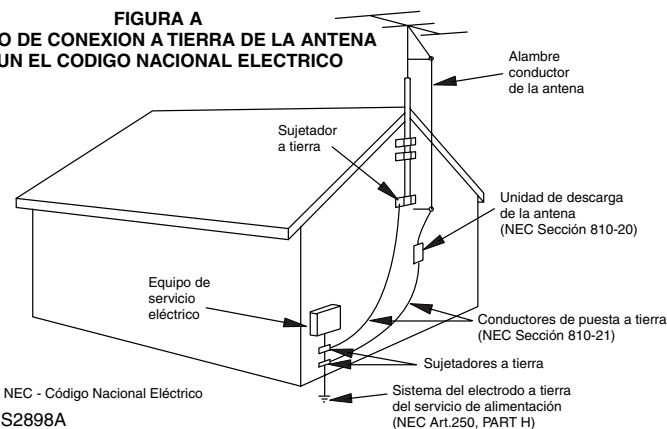 FIGURA A
O DE CONEXION A TIERRA DE LA ANTENA
UN EL CODIGO NACIONAL ELECTRICO
Alambre
conductor
de la antena
Sujetador
a tierra
Unidad de descarga
de la antena
(NEC Sección 810-20)
Equipo de
servicio
eléctrico
Conductores de puesta a tierra
(NEC Sección 810-21)
Sujetadores a tierra
NEC - Código Nacional Eléctrico
S2898A
Sistema del electrodo a tierra
del servicio de alimentación
(NEC Art.250, PART H)